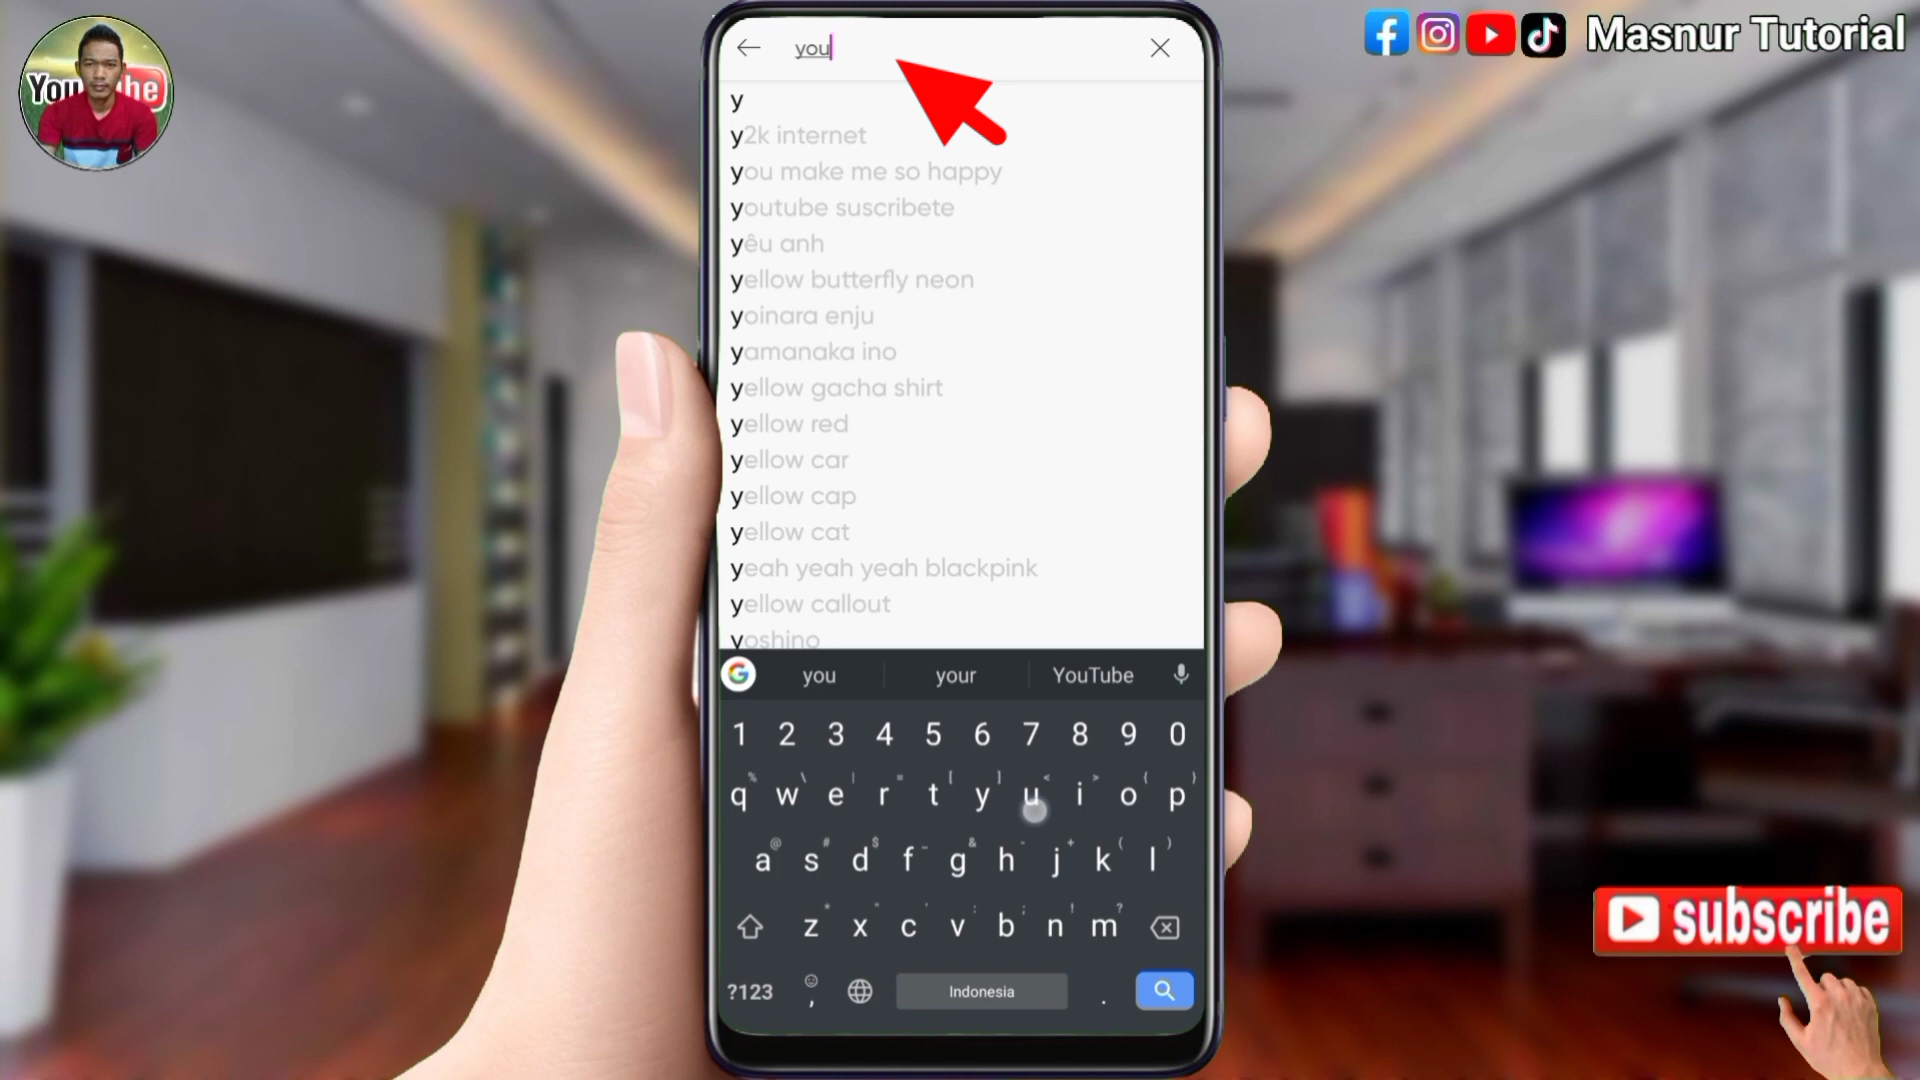 Masnur Tutorial
you
y
y2k internet
you make me so happy
youtube suscribete
yêu anh
yellow butterfly neon
yoinara enju
yamanaka ino
yellow gacha shirt
yellow red
yellow car
yellow cap
yellow cat
yeah yeah yeah blackpink
yellow callout
yoshino
you your YouTube
1 2 3 4 5 6 7 8 9 0
% \ | = [ ] < > { }
q w e r t y u i o p
@ # $ _ & - + ( )
a s d f g h j k l
* " ' : ; ! ?
z x c v b n m
?123 , Indonesia .
subscribe